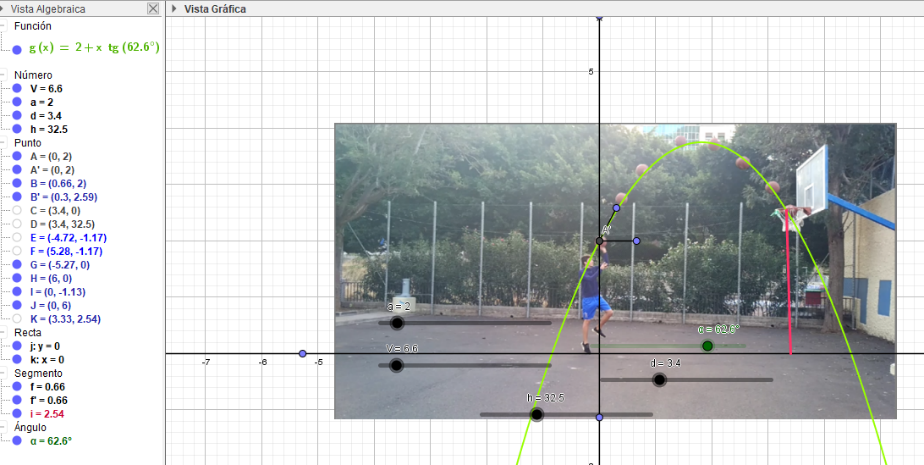 Vista Algebraica
Vista Gráfica
Función
g(x) = 2 + x tg(62.6°)
Número
V = 6.6
a = 2
d = 3.4
h = 32.5
Punto
A = (0, 2)
A' = (0, 2)
B = (0.66, 2)
B' = (0.3, 2.59)
C = (3.4, 0)
D = (3.4, 32.5)
E = (-4.72, -1.17)
F = (5.28, -1.17)
G = (-5.27, 0)
H = (6, 0)
I = (0, -1.13)
J = (0, 6)
K = (3.33, 2.54)
Recta
j: y = 0
k: x = 0
Segmento
f = 0.66
f' = 0.66
i = 2.54
Ángulo
α = 62.6°
5
a = 2
α = 62.6°
V = 6.6
-7
-6
-5
d = 3.4
h = 32.5